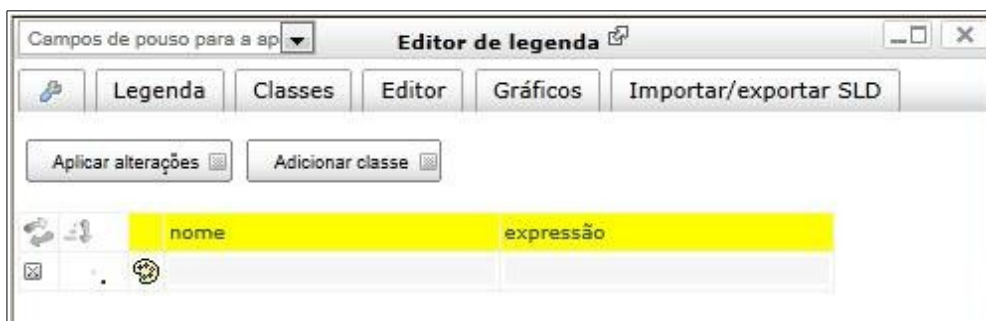 Campos de pouso para a ap
Editor de legenda
Legenda
Classes
Editor
Gráficos
Importar/exportar SLD
Aplicar alterações
Adicionar classe
nome
expressão